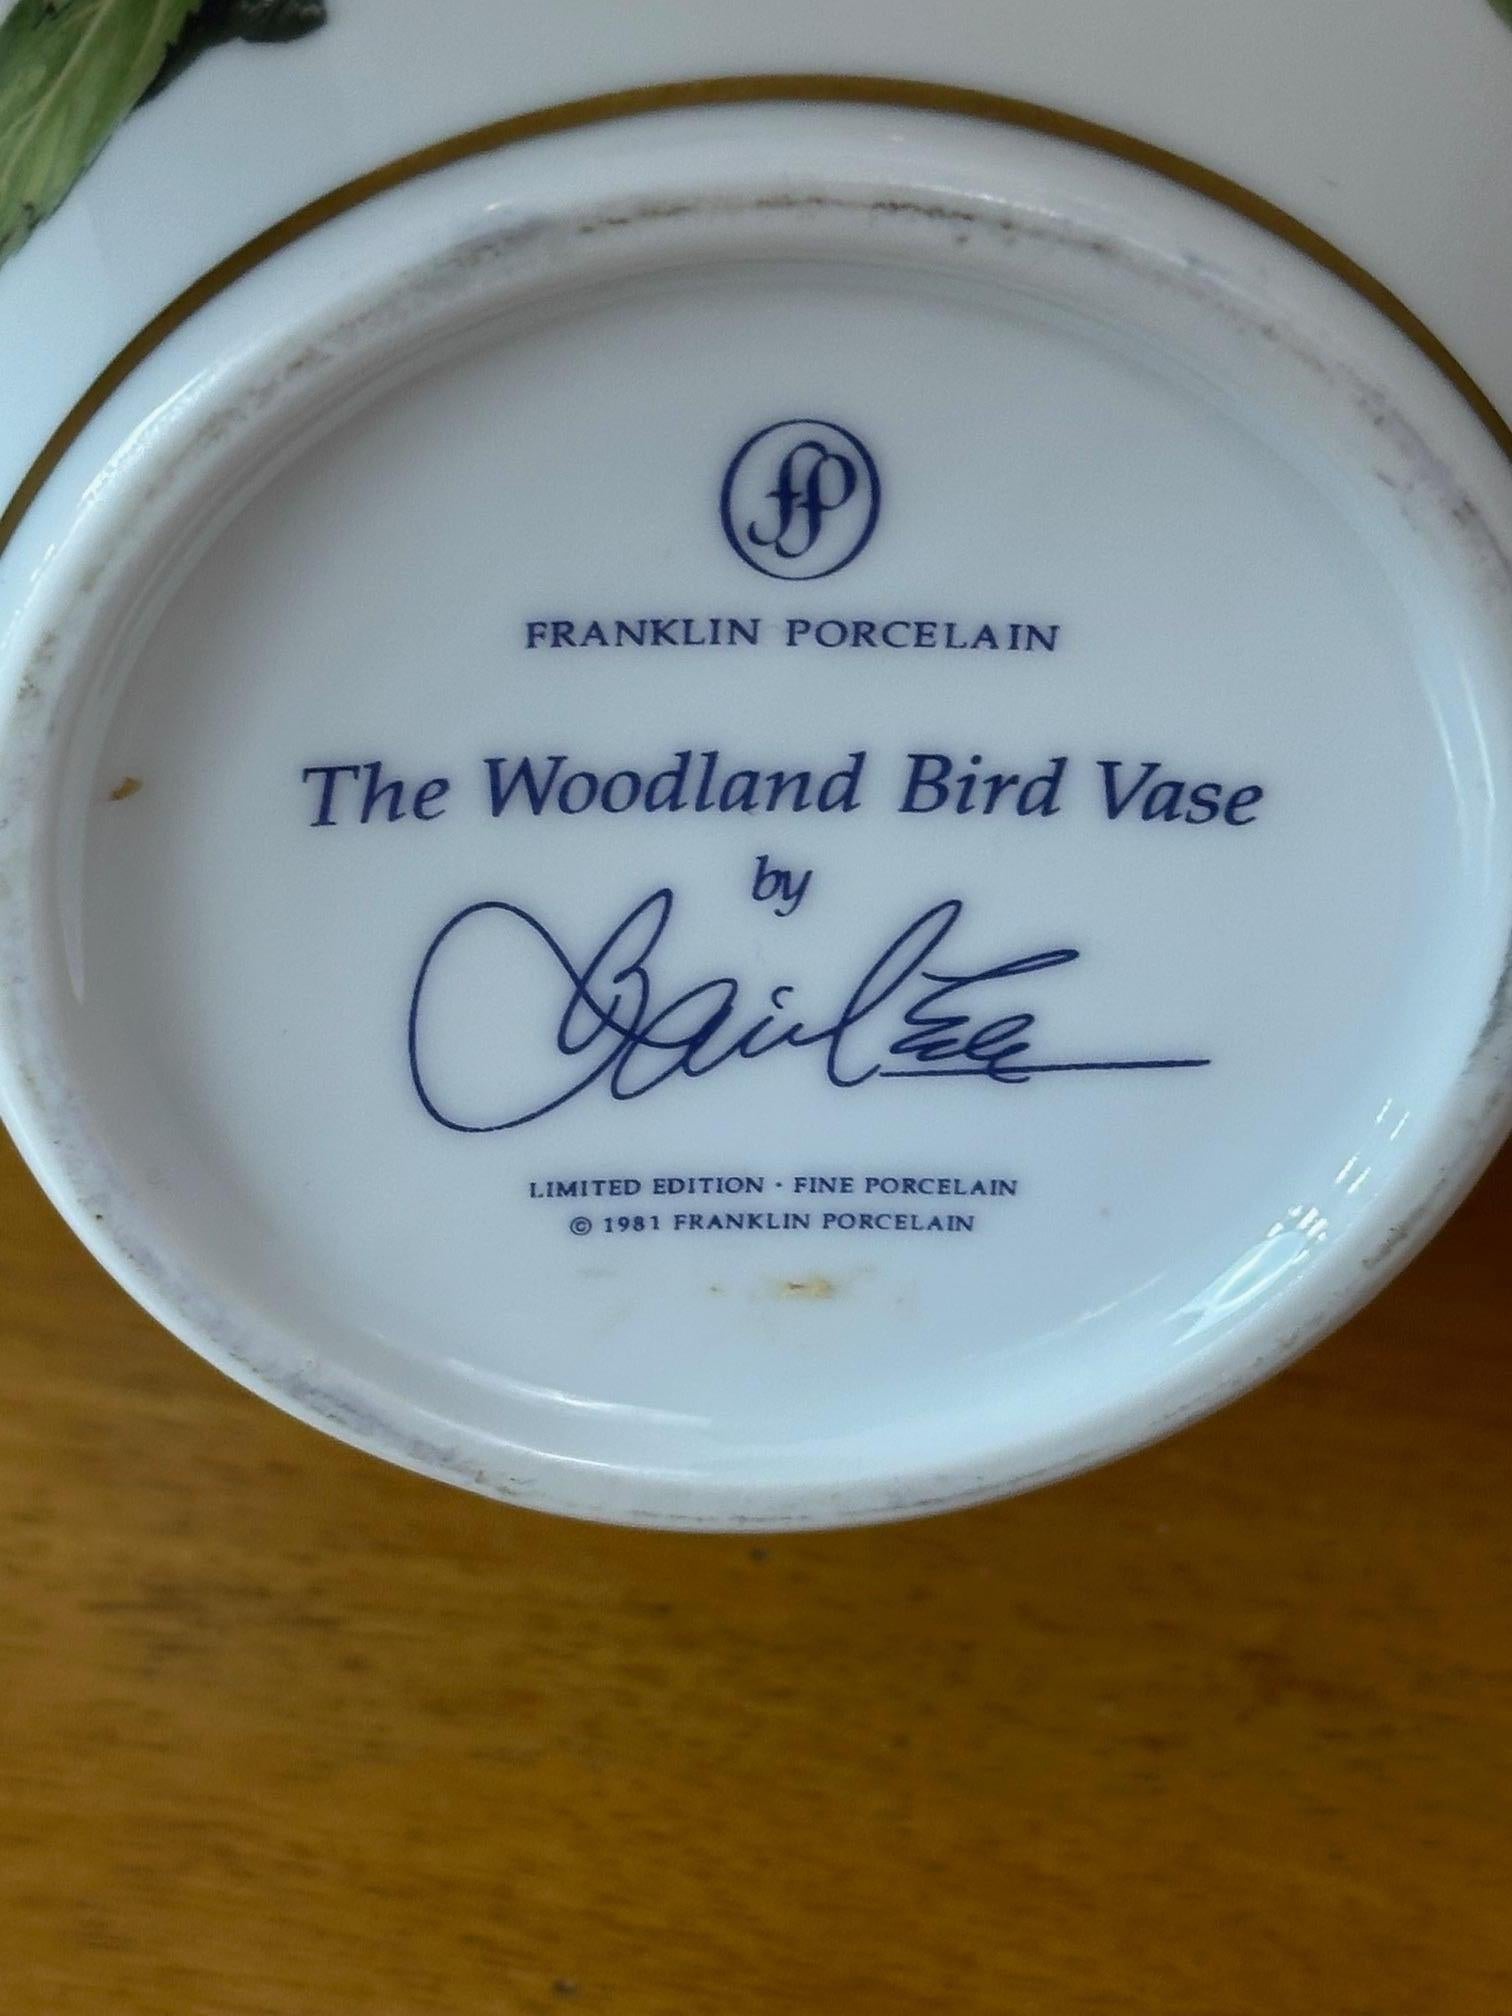 fp
FRANKLIN PORCELAIN
The Woodland Bird Vase
by
LIMITED EDITION · FINE PORCELAIN
© 1981 FRANKLIN PORCELAIN